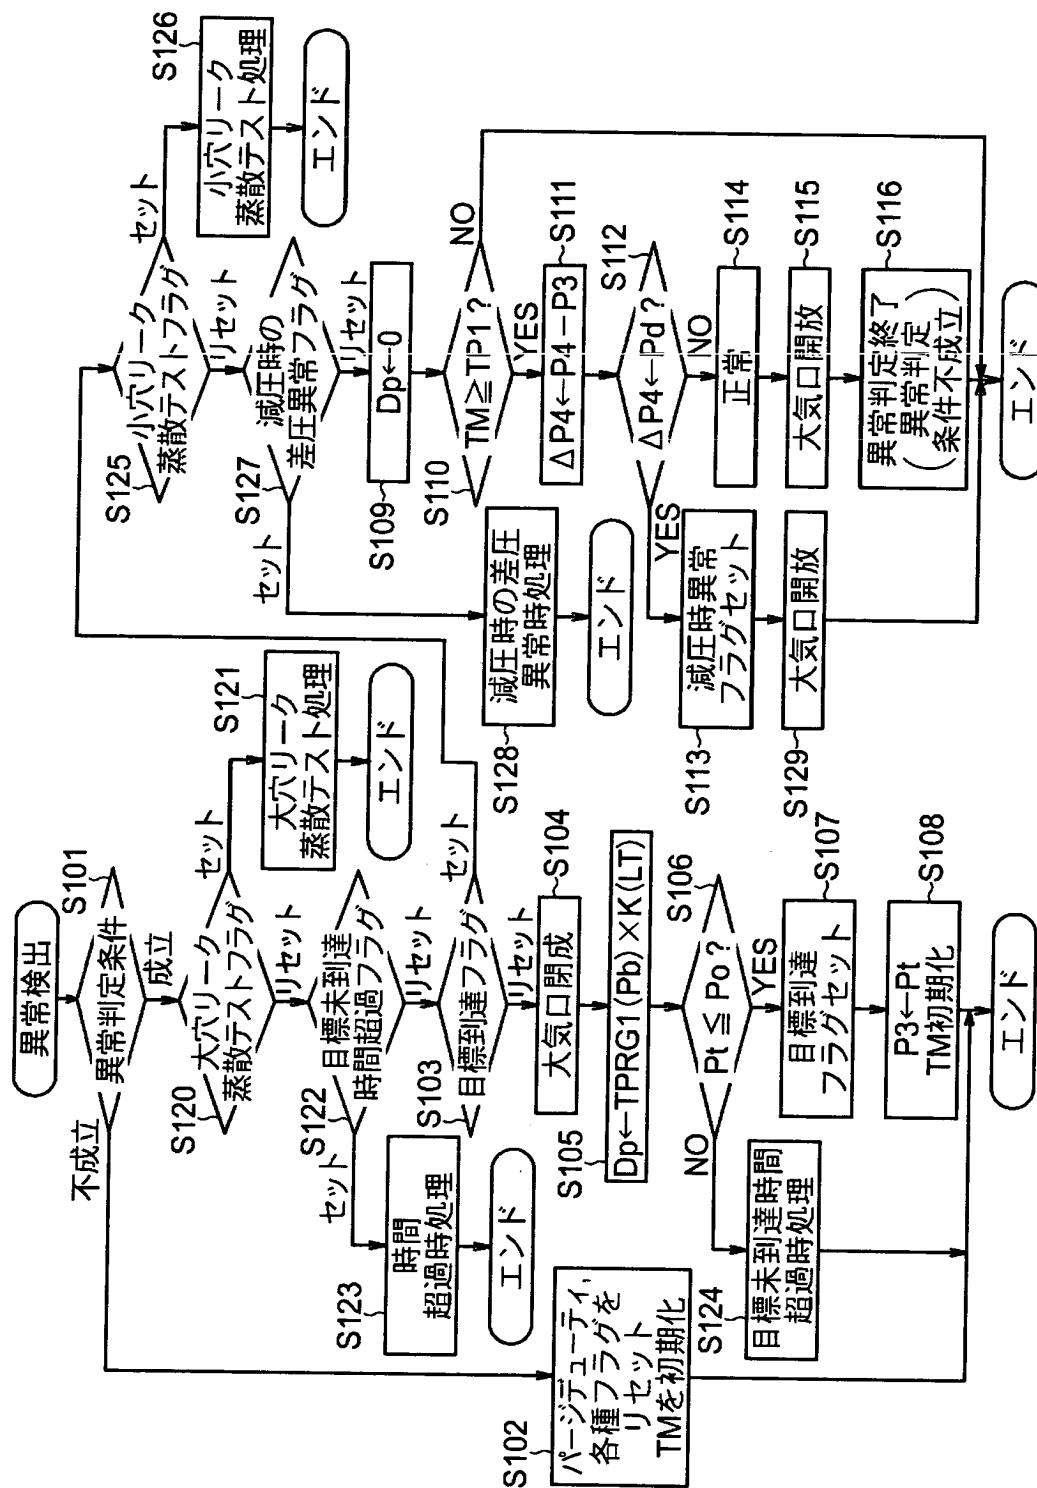 異常検出
S101
異常判定条件
不成立
成立
S102
パージデューティ,
各種フラグを
リセット
TMを初期化
S120
大穴リーク
蒸散テストフラグ
セット
リセット
S121
大穴リーク
蒸散テスト処理
エンド
S122
目標未到達
時間超過フラグ
セット
リセット
S123
時間
超過時処理
エンド
S103
目標到達フラグ
セット
リセット
S104
大気口閉成
S105
Dp←TPRG1(Pb)×K(LT)
S106
Pt≦Po?
NO
YES
S124
目標未到達時間
超過時処理
S107
目標到達
フラグセット
S108
P3←Pt
TM初期化
エンド
S125
小穴リーク
蒸散テストフラグ
セット
リセット
S126
小穴リーク
蒸散テスト処理
エンド
S127
減圧時の
差圧異常フラグ
セット
リセット
S128
減圧時の差圧
異常時処理
エンド
S109
Dp←0
S110
TM≧TP1?
NO
YES
S111
ΔP4←P4−P3
S112
ΔP4←Pd?
YES
NO
S113
減圧時異常
フラグセット
S129
大気口開放
S114
正常
S115
大気口開放
S116
異常判定終了
(異常判定
条件不成立)
エンド